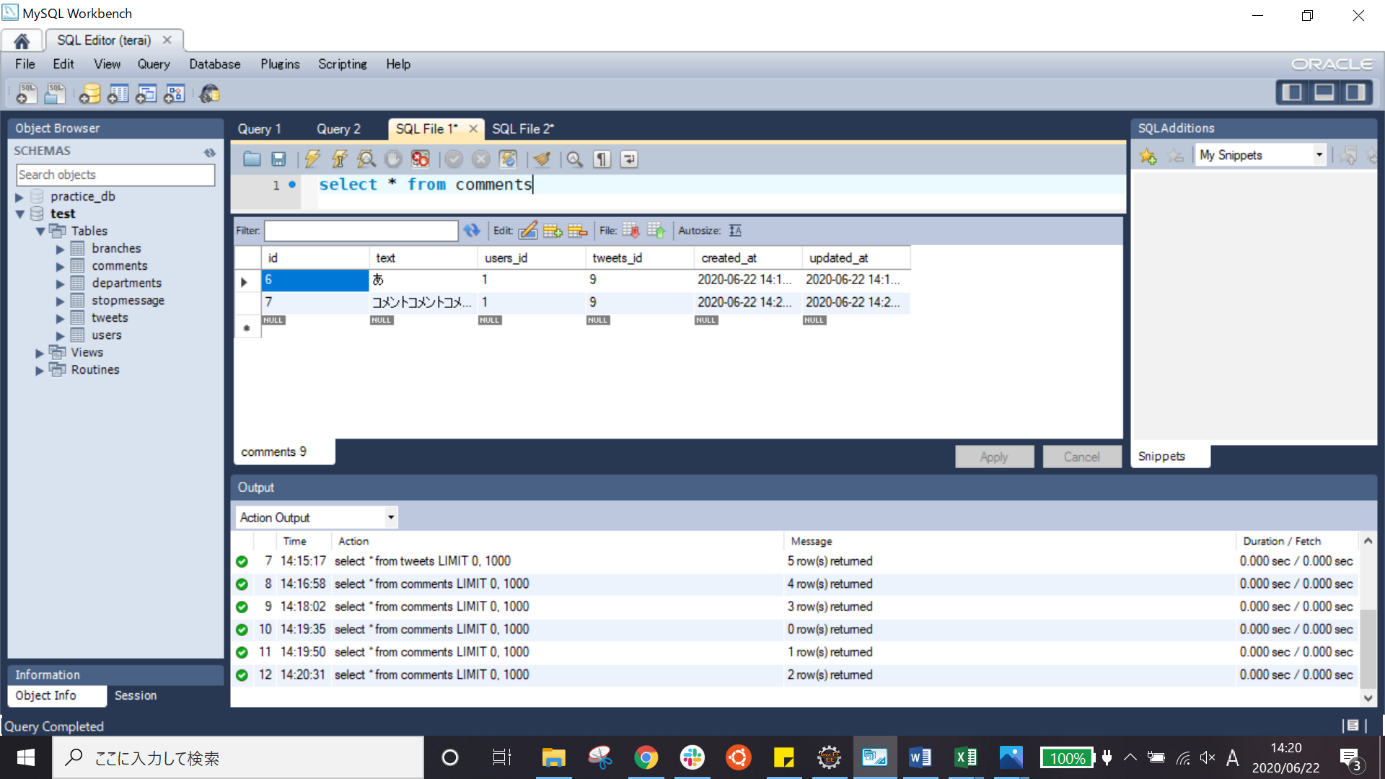 MySQL Workbench
SQL Editor (terai)
File Edit View Query Database Plugins Scripting Help
ORACLE
Object Browser
SCHEMAS
Search objects
practice_db
test
Tables
branches
comments
departments
stopmessage
tweets
users
Views
Routines
Information
Object Info Session
Query Completed
Query 1 Query 2 SQL File 1* SQL File 2*
1 select * from comments
Filter: Edit: File: Autosize:
id text users_id tweets_id created_at updated_at
6 あ 1 9 2020-06-22 14:1... 2020-06-22 14:1...
7 コメントコメントコメ... 1 9 2020-06-22 14:2... 2020-06-22 14:2...
NULL NULL NULL NULL NULL NULL
comments 9
Apply Cancel
SQLAdditions
My Snippets
Snippets
Output
Action Output
Time Action Message Duration / Fetch
7 14:15:17 select * from tweets LIMIT 0, 1000 5 row(s) returned 0.000 sec / 0.000 sec
8 14:16:58 select * from comments LIMIT 0, 1000 4 row(s) returned 0.000 sec / 0.000 sec
9 14:18:02 select * from comments LIMIT 0, 1000 3 row(s) returned 0.000 sec / 0.000 sec
10 14:19:35 select * from comments LIMIT 0, 1000 0 row(s) returned 0.000 sec / 0.000 sec
11 14:19:50 select * from comments LIMIT 0, 1000 1 row(s) returned 0.000 sec / 0.000 sec
12 14:20:31 select * from comments LIMIT 0, 1000 2 row(s) returned 0.000 sec / 0.000 sec
ここに入力して検索
100%
A
14:20
2020/06/22
3